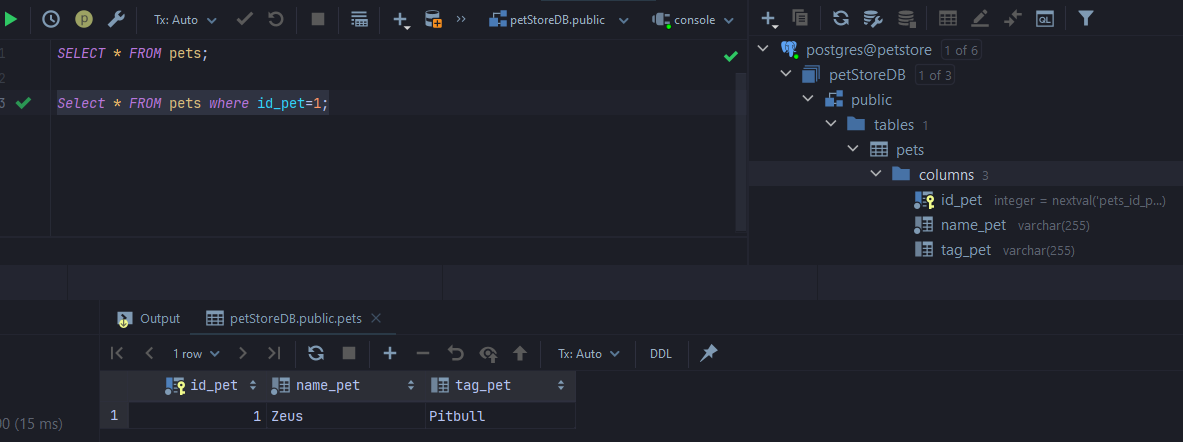 Tx: Auto
petStoreDB.public
console
1 SELECT * FROM pets;
2
3 Select * FROM pets where id_pet=1;
QL
postgres@petstore 1 of 6
petStoreDB 1 of 3
public
tables 1
pets
columns 3
id_pet integer = nextval('pets_id_p...)
name_pet varchar(255)
tag_pet varchar(255)
Output petStoreDB.public.pets
1 row Tx: Auto DDL
id_pet name_pet tag_pet
1 1 Zeus Pitbull
(15 ms)